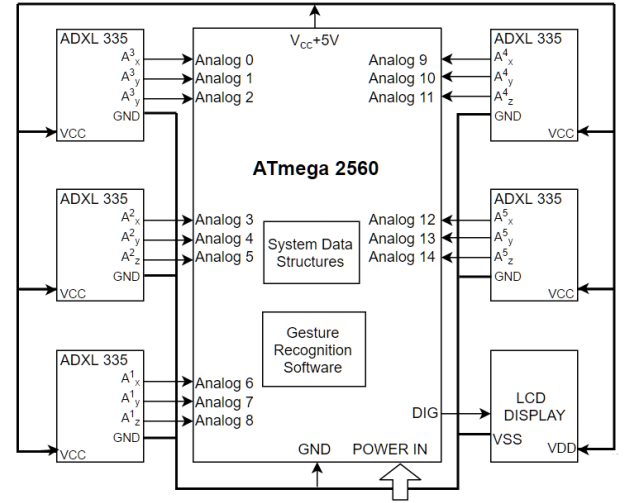 ADXL 335
A³ₓ
A³y
A³y
GND
VCC
V_CC+5V
Analog 0
Analog 1
Analog 2
Analog 9
Analog 10
Analog 11
ADXL 335
A⁴ₓ
A⁴y
A⁴z
GND
VCC
ATmega 2560
ADXL 335
A²ₓ
A²y
A²z
GND
VCC
Analog 3
Analog 4
Analog 5
System Data
Structures
Analog 12
Analog 13
Analog 14
ADXL 335
A⁵ₓ
A⁵y
A⁵z
GND
VCC
Gesture
Recognition
Software
ADXL 335
A¹ₓ
A¹y
A¹z
GND
VCC
Analog 6
Analog 7
Analog 8
DIG
GND
POWER IN
LCD
DISPLAY
VSS
VDD